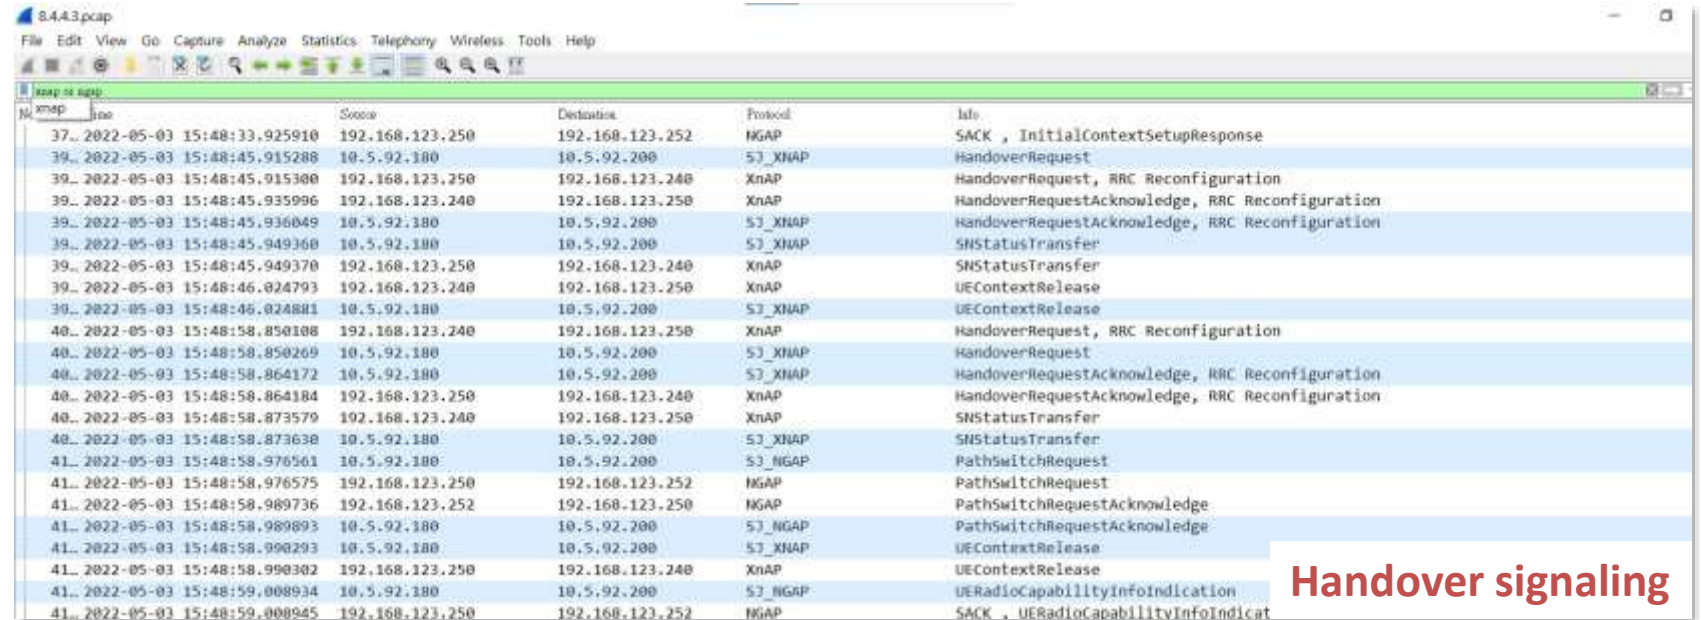 8.4.4.3.pcap
File Edit View Go Capture Analyze Statistics Telephony Wireless Tools Help
xnap or ngap
xnap
Source Destination Protocol Info
37… 2022-05-03 15:48:33.925910 192.168.123.250 192.168.123.252 NGAP SACK , InitialContextSetupResponse
39… 2022-05-03 15:48:45.915288 10.5.92.180 10.5.92.200 SJ_XNAP HandoverRequest
39… 2022-05-03 15:48:45.915300 192.168.123.250 192.168.123.240 XnAP HandoverRequest, RRC Reconfiguration
39… 2022-05-03 15:48:45.935996 192.168.123.240 192.168.123.250 XnAP HandoverRequestAcknowledge, RRC Reconfiguration
39… 2022-05-03 15:48:45.936049 10.5.92.180 10.5.92.200 SJ_XNAP HandoverRequestAcknowledge, RRC Reconfiguration
39… 2022-05-03 15:48:45.949360 10.5.92.180 10.5.92.200 SJ_XNAP SNStatusTransfer
39… 2022-05-03 15:48:45.949370 192.168.123.250 192.168.123.240 XnAP SNStatusTransfer
39… 2022-05-03 15:48:46.024793 192.168.123.240 192.168.123.250 XnAP UEContextRelease
39… 2022-05-03 15:48:46.024881 10.5.92.180 10.5.92.200 SJ_XNAP UEContextRelease
40… 2022-05-03 15:48:58.850108 192.168.123.240 192.168.123.250 XnAP HandoverRequest, RRC Reconfiguration
40… 2022-05-03 15:48:58.850269 10.5.92.180 10.5.92.200 SJ_XNAP HandoverRequest
40… 2022-05-03 15:48:58.864172 10.5.92.180 10.5.92.200 SJ_XNAP HandoverRequestAcknowledge, RRC Reconfiguration
40… 2022-05-03 15:48:58.864184 192.168.123.250 192.168.123.240 XnAP HandoverRequestAcknowledge, RRC Reconfiguration
40… 2022-05-03 15:48:58.873579 192.168.123.240 192.168.123.250 XnAP SNStatusTransfer
40… 2022-05-03 15:48:58.873630 10.5.92.180 10.5.92.200 SJ_XNAP SNStatusTransfer
41… 2022-05-03 15:48:58.976561 10.5.92.180 10.5.92.200 SJ_NGAP PathSwitchRequest
41… 2022-05-03 15:48:58.976575 192.168.123.250 192.168.123.252 NGAP PathSwitchRequest
41… 2022-05-03 15:48:58.989736 192.168.123.252 192.168.123.250 NGAP PathSwitchRequestAcknowledge
41… 2022-05-03 15:48:58.989893 10.5.92.180 10.5.92.200 SJ_NGAP PathSwitchRequestAcknowledge
41… 2022-05-03 15:48:58.990293 10.5.92.180 10.5.92.200 SJ_XNAP UEContextRelease
41… 2022-05-03 15:48:58.990302 192.168.123.250 192.168.123.240 XnAP UEContextRelease
41… 2022-05-03 15:48:59.008934 10.5.92.180 10.5.92.200 SJ_NGAP UERadioCapabilityInfoIndication
41… 2022-05-03 15:48:59.008945 192.168.123.250 192.168.123.252 NGAP SACK , UERadioCapabilityInfoIndicat
Handover signaling